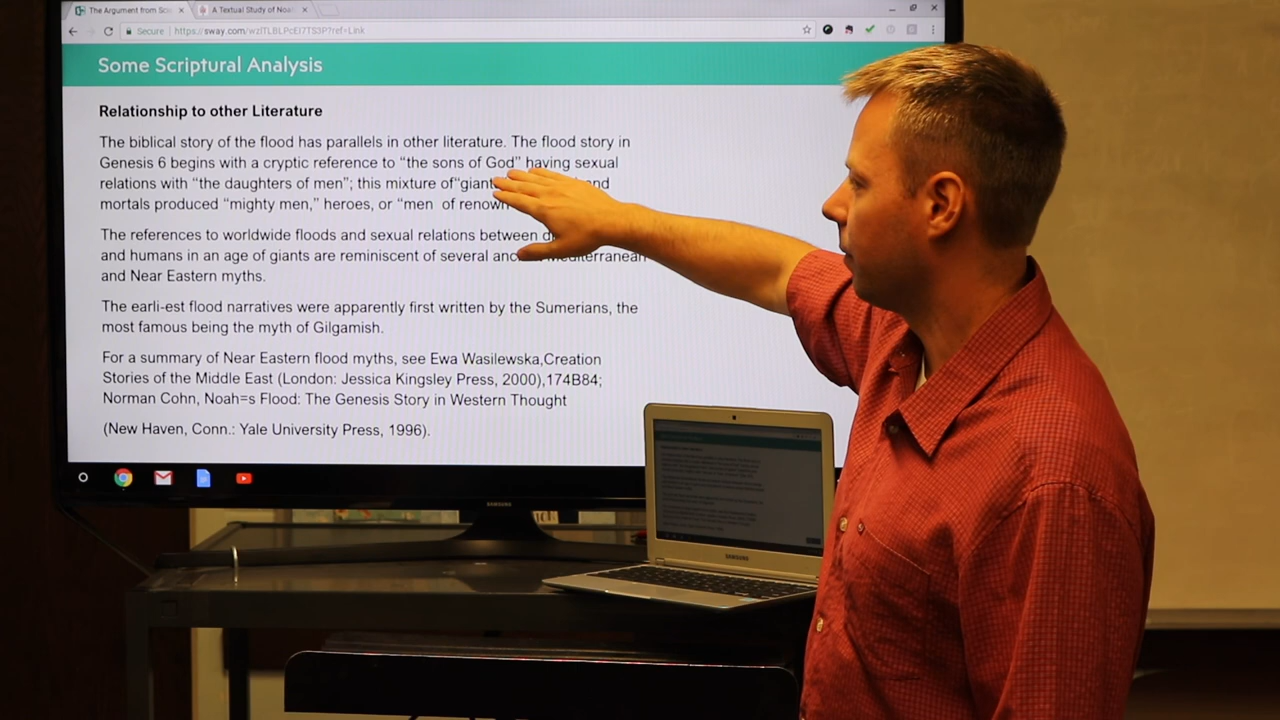 The Argument from Scie
A Textual Study of Noa
Secure https://sway.com/wzlTLBLPcEi7TS3P?ref=Link
Some Scriptural Analysis
Relationship to other Literature
The biblical story of the flood has parallels in other literature. The flood story in
Genesis 6 begins with a cryptic reference to “the sons of God” having sexual
relations with “the daughters of men”; this mixture of“giant and
mortals produced “mighty men,” heroes, or “men of renown
The references to worldwide floods and sexual relations between d
and humans in an age of giants are reminiscent of several anc Mediterranean
and Near Eastern myths.
The earli-est flood narratives were apparently first written by the Sumerians, the
most famous being the myth of Gilgamish.
For a summary of Near Eastern flood myths, see Ewa Wasilewska,Creation
Stories of the Middle East (London: Jessica Kingsley Press, 2000),174B84;
Norman Cohn, Noah=s Flood: The Genesis Story in Western Thought
(New Haven, Conn.: Yale University Press, 1996).
SAMSUNG
SAMSUNG